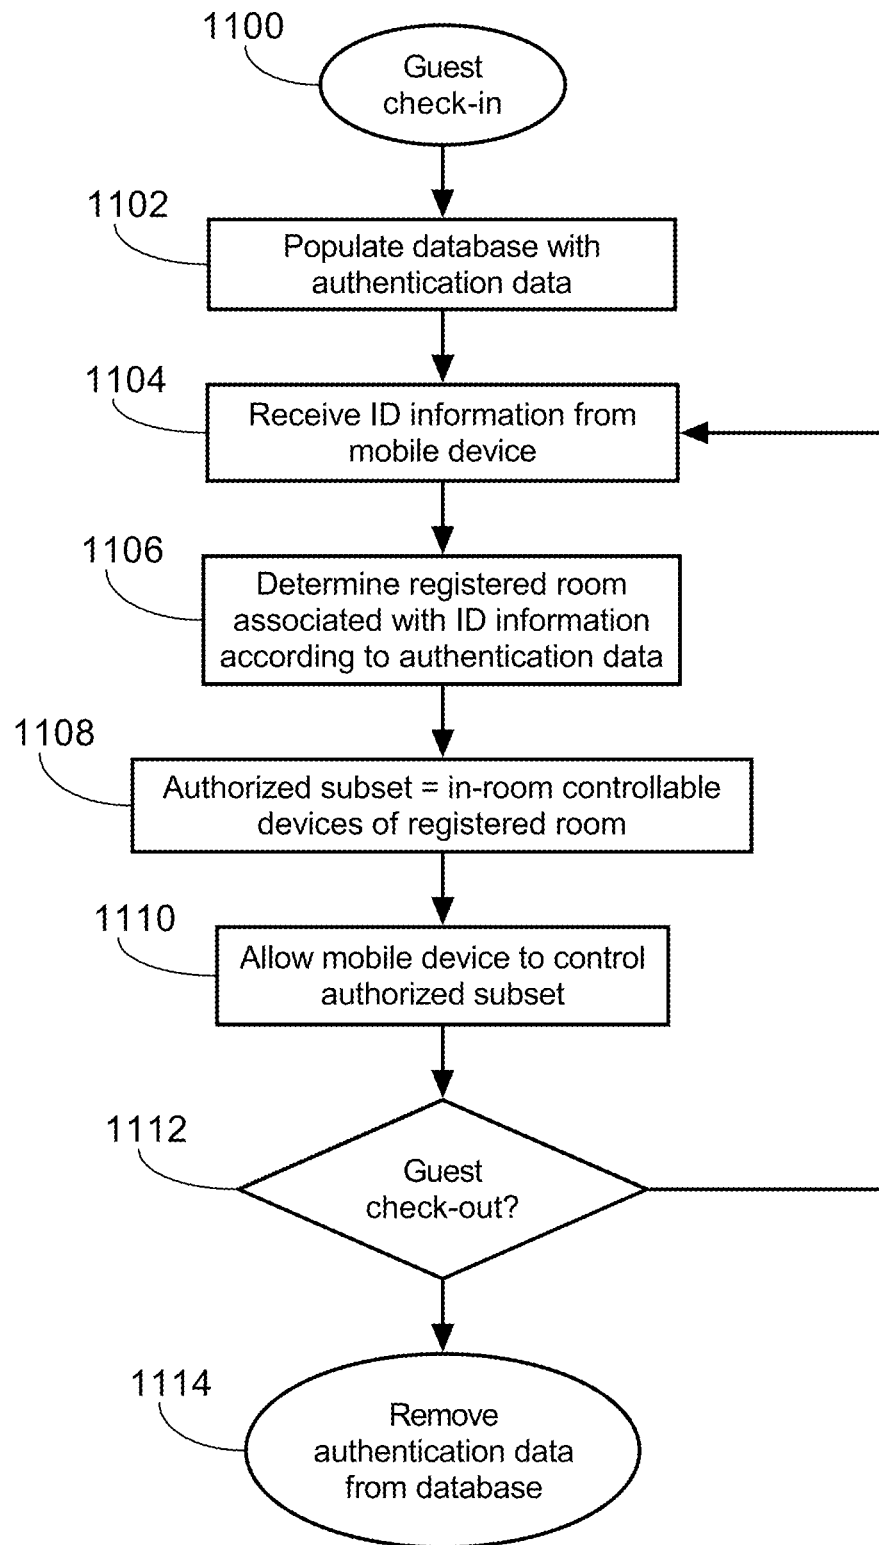 1100
Guest
check-in
1102
Populate database with
authentication data
1104
Receive ID information from
mobile device
1106
Determine registered room
associated with ID information
according to authentication data
1108
Authorized subset = in-room controllable
devices of registered room
1110
Allow mobile device to control
authorized subset
1112
Guest
check-out?
1114
Remove
authentication data
from database